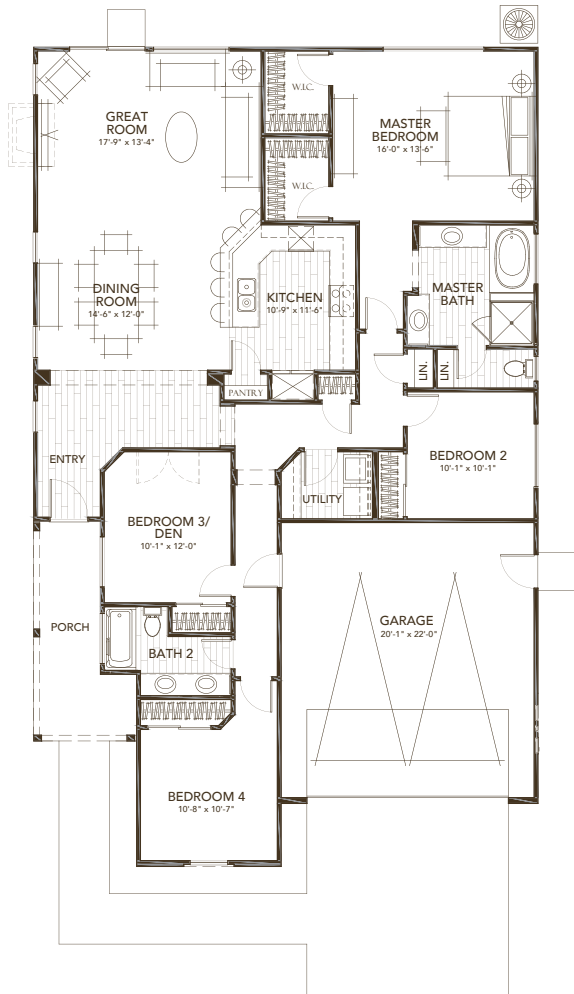 W.I.C.
GREAT
ROOM
17'-9" x 13'-4"
MASTER
BEDROOM
16'-0" x 13'-6"
W.I.C.
DINING
ROOM
14'-6" x 12'-0"
KITCHEN
10'-9" x 11'-6"
MASTER
BATH
PANTRY
LIN.
LIN.
ENTRY
BEDROOM 2
10'-1" x 10'-1"
UTILITY
BEDROOM 3/
DEN
10'-1" x 12'-0"
PORCH
BATH 2
GARAGE
20'-1" x 22'-0"
BEDROOM 4
10'-8" x 10'-7"